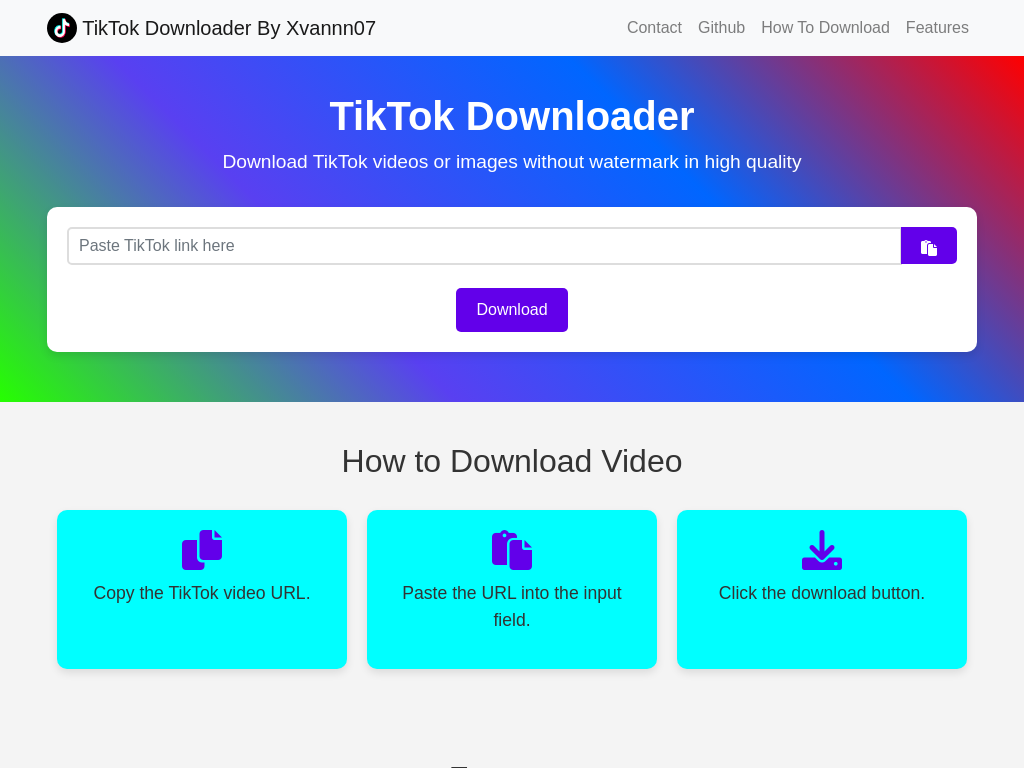 TikTok Downloader By Xvannn07
Contact
Github
How To Download
Features
TikTok Downloader
Download TikTok videos or images without watermark in high quality
Paste TikTok link here
Download
How to Download Video
Copy the TikTok video URL.
Paste the URL into the input
field.
Click the download button.